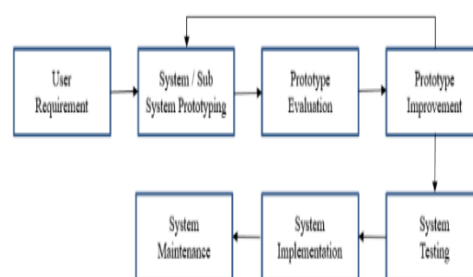 User
Requirement
System / Sub
System Prototyping
Prototype
Evaluation
Prototype
Improvement
System
Maintenance
System
Implementation
System
Testing